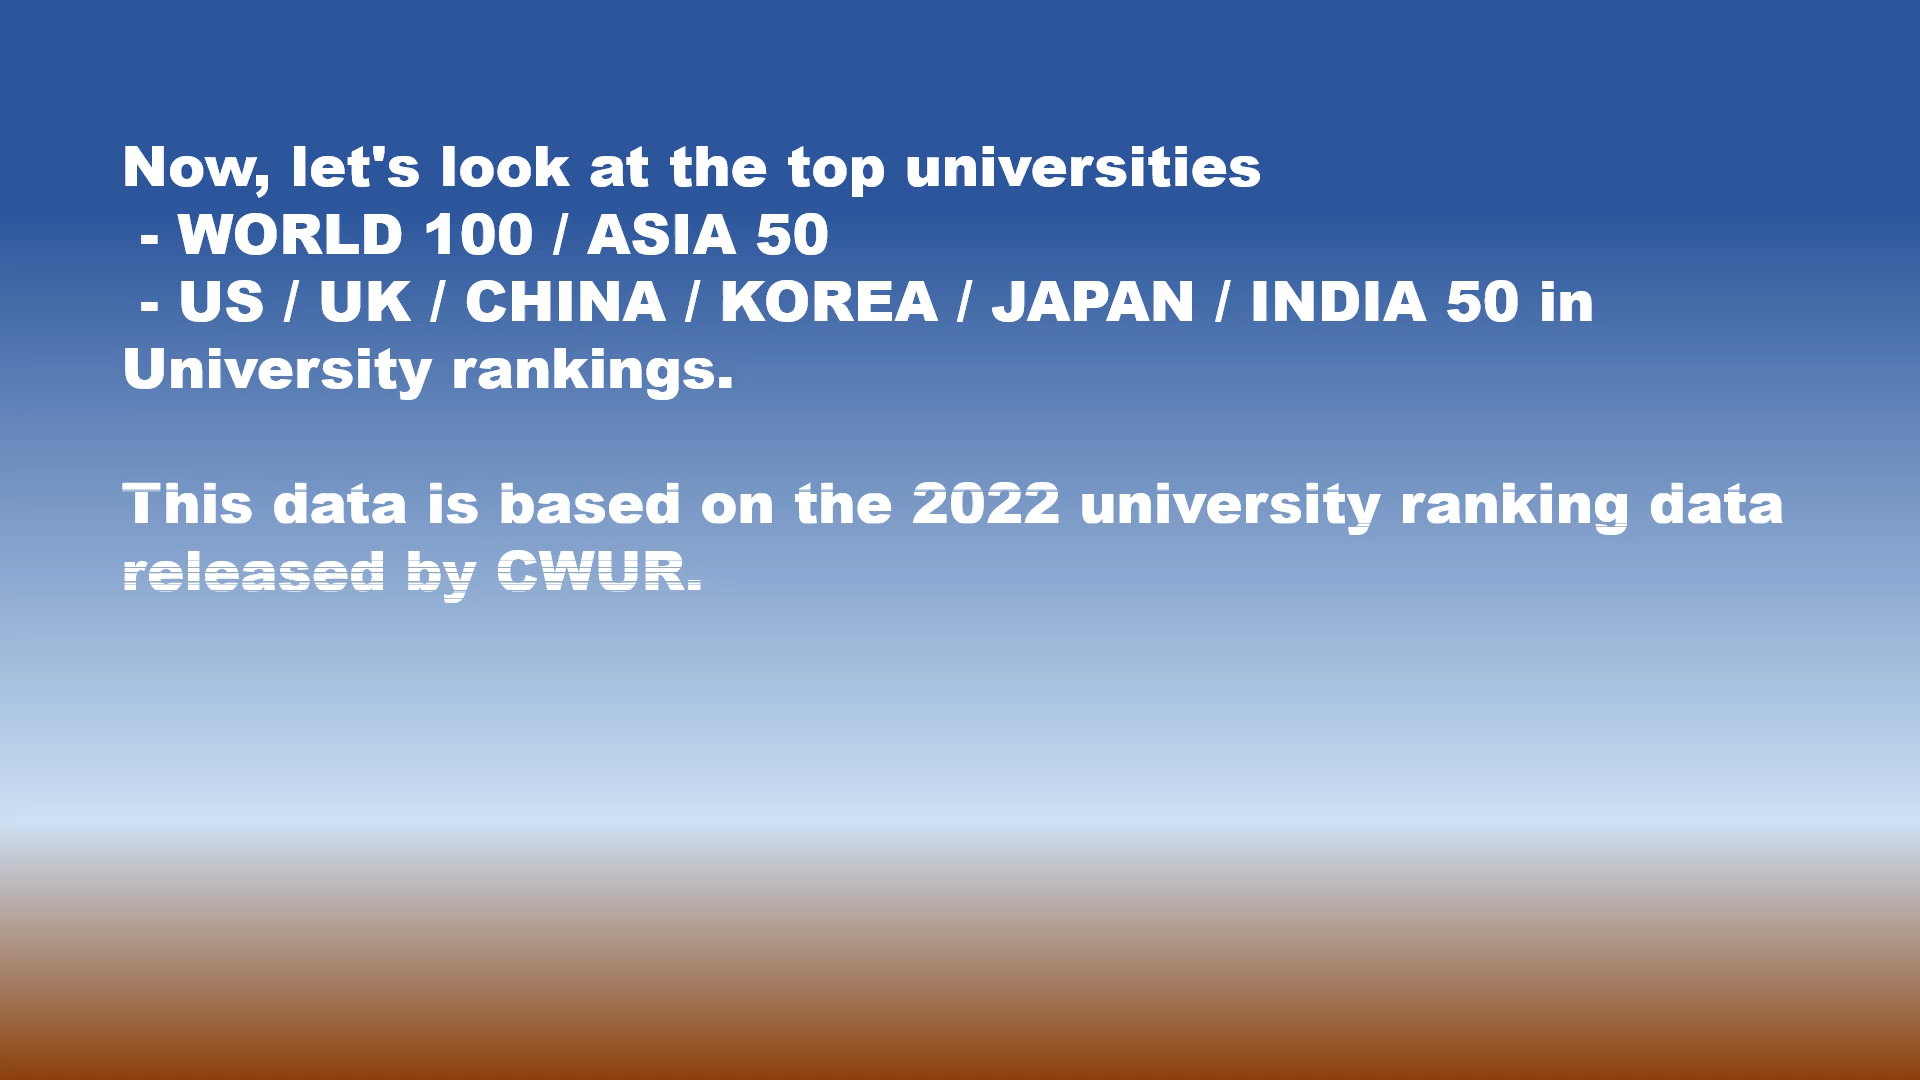 Now, let's look at the top universities
- WORLD 100 / ASIA 50
- US / UK / CHINA / KOREA / JAPAN / INDIA 50 in
University rankings.
This data is based on the 2022 university ranking data
released by CWUR.